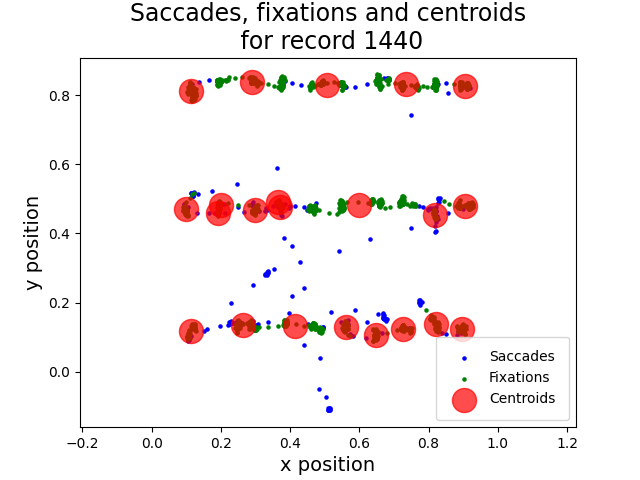 Saccades, fixations and centroids
for record 1440
y position
0.8
0.6
0.4
0.2
0.0
−0.2
0.0
0.2
0.4
0.6
0.8
1.0
1.2
x position
Saccades
Fixations
Centroids